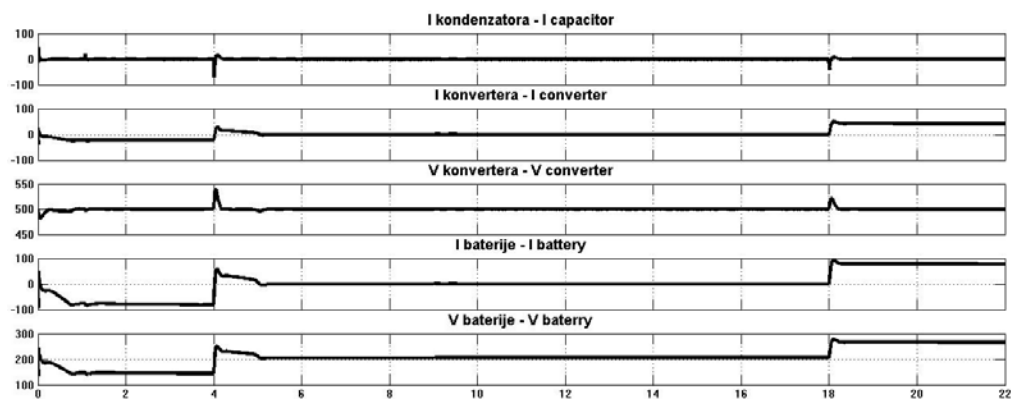 I kondenzatora - I capacitor
100
0
-100
I konvertera - I converter
100
0
-100
V konvertera - V converter
550
500
450
I baterije - I battery
100
0
-100
V baterije - V baterry
300
200
100
0 2 4 6 8 10 12 14 16 18 20 22